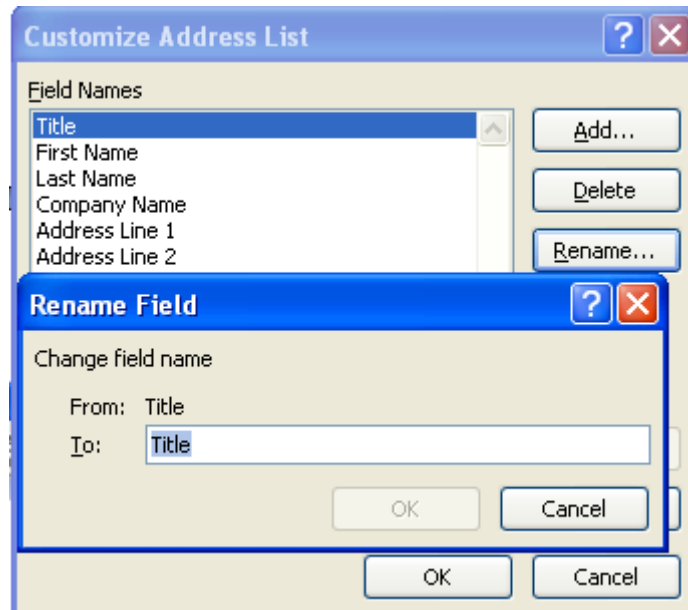 Customize Address List
Field Names
Title
First Name
Last Name
Company Name
Address Line 1
Address Line 2
Add...
Delete
Rename...
Rename Field
Change field name
From: Title
To: Title
OK Cancel
OK Cancel